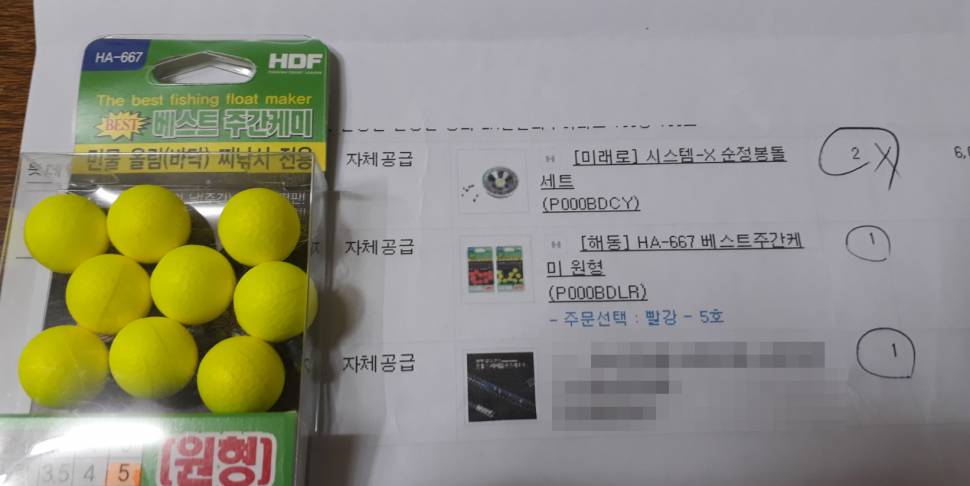 HA-667
HDF
The best fishing float maker
BEST 베스트 주간케미
민물 올림(바닥) 찌낚시 전용
3.5 4 5
[원형]
자체공급
[미래로] 시스템-X 순정봉돌
세트
(P000BDCY)
2 X
6,
자체공급
[해동] HA-667 베스트주간케
미 원형
(P000BDLR)
- 주문선택 : 빨강 - 5호
1
자체공급
1